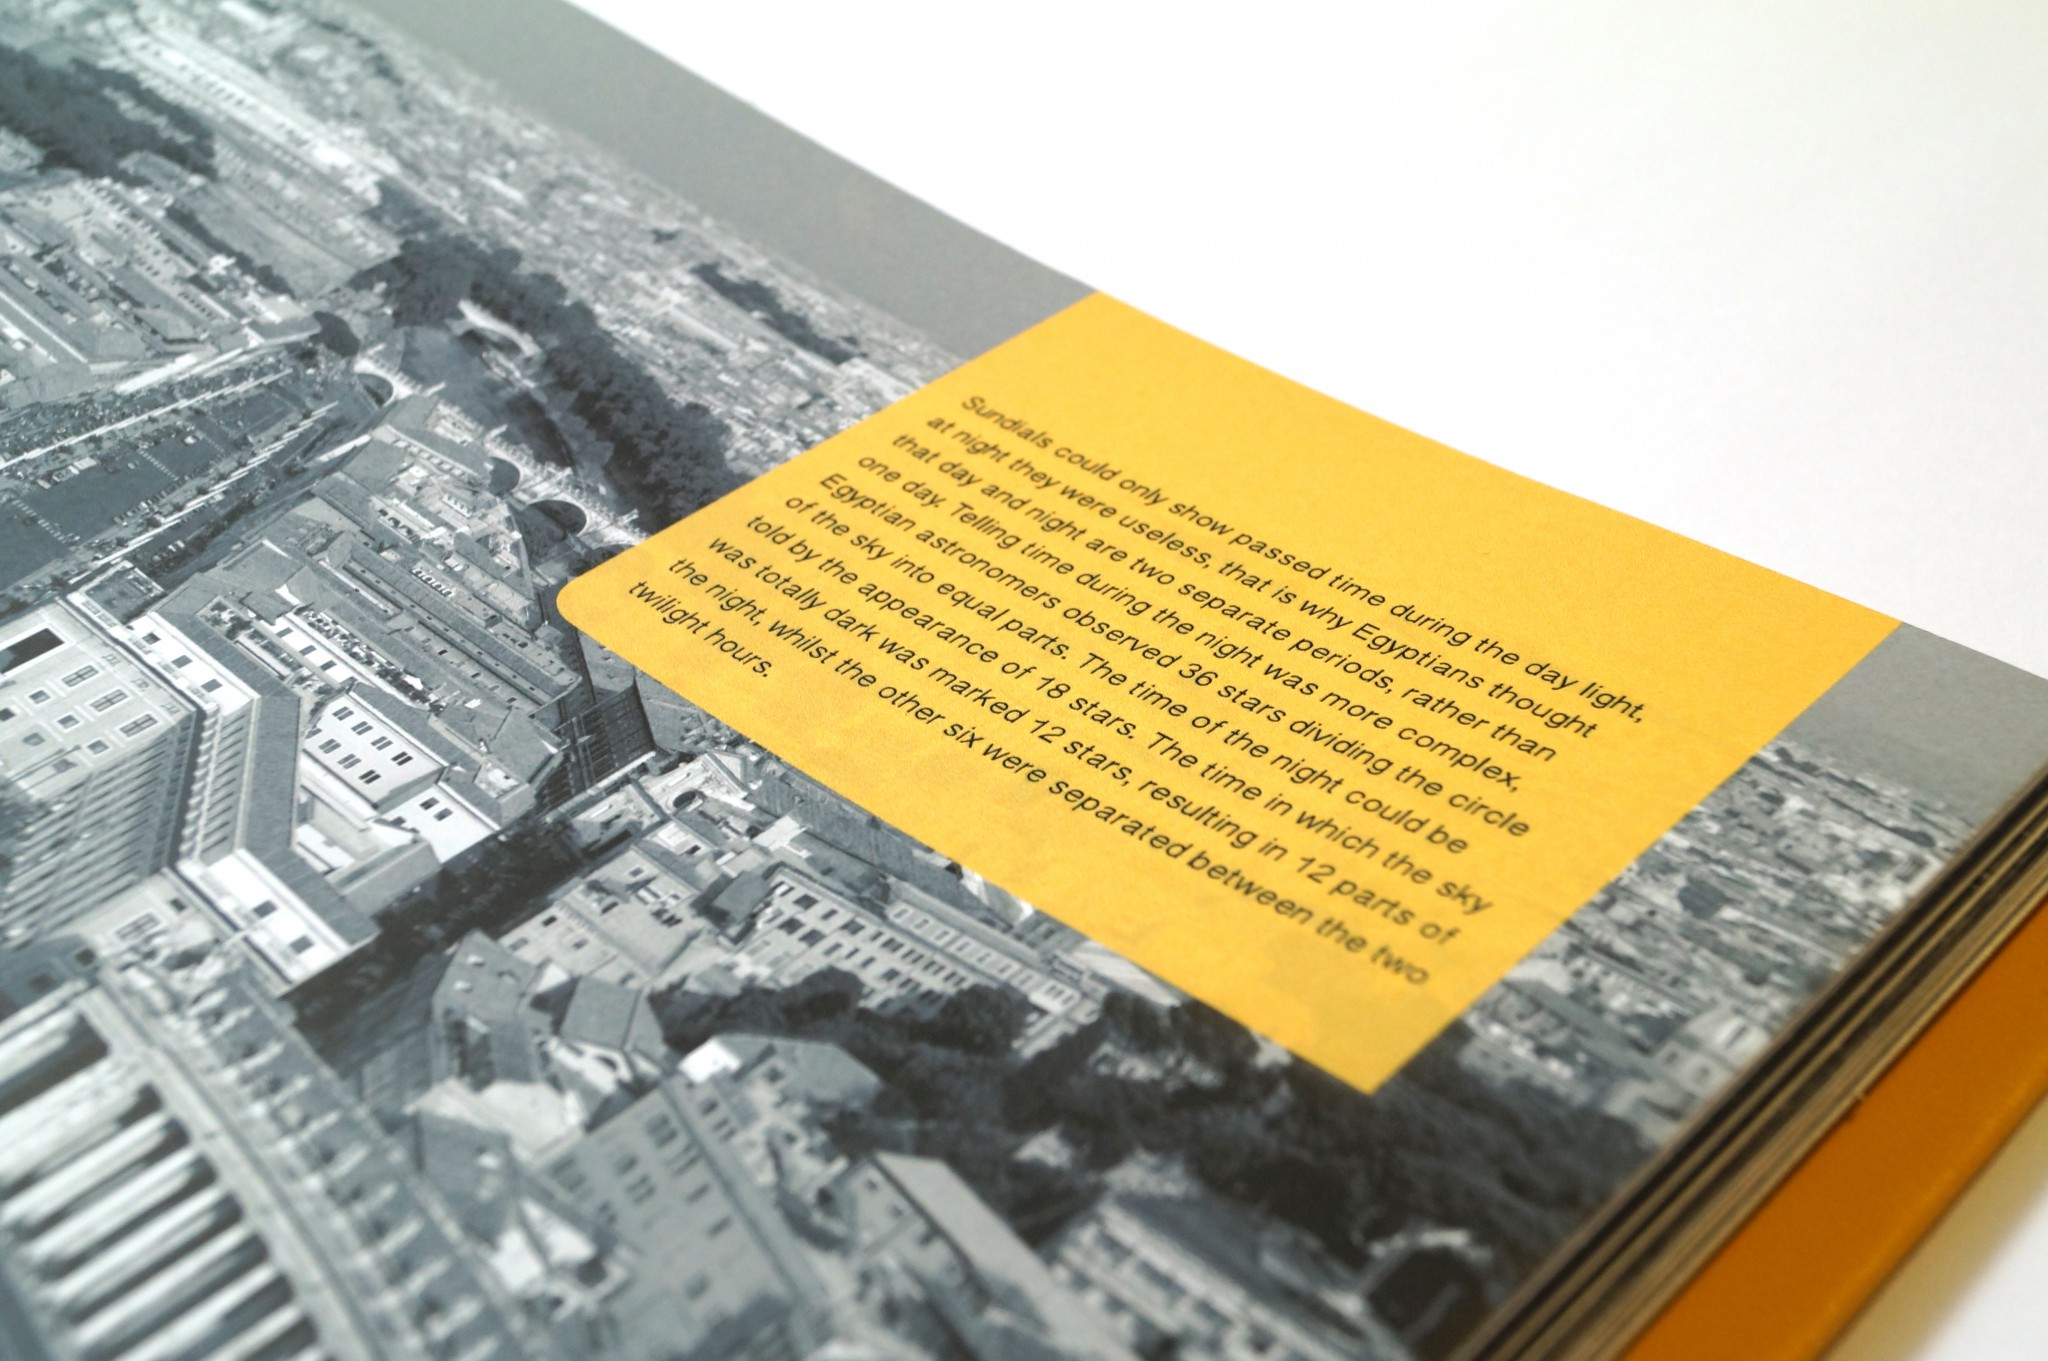 Sundials could only show passed time during the day light,
at night they were useless, that is why Egyptians thought
that day and night are two separate periods, rather than
one day. Telling time during the night was more complex,
Egyptian astronomers observed 36 stars dividing the circle
of the sky into equal parts. The time of the night could be
told by the appearance of 18 stars. The time in which the sky
was totally dark was marked 12 stars, resulting in 12 parts of
the night, whilst the other six were separated between the two
twilight hours.